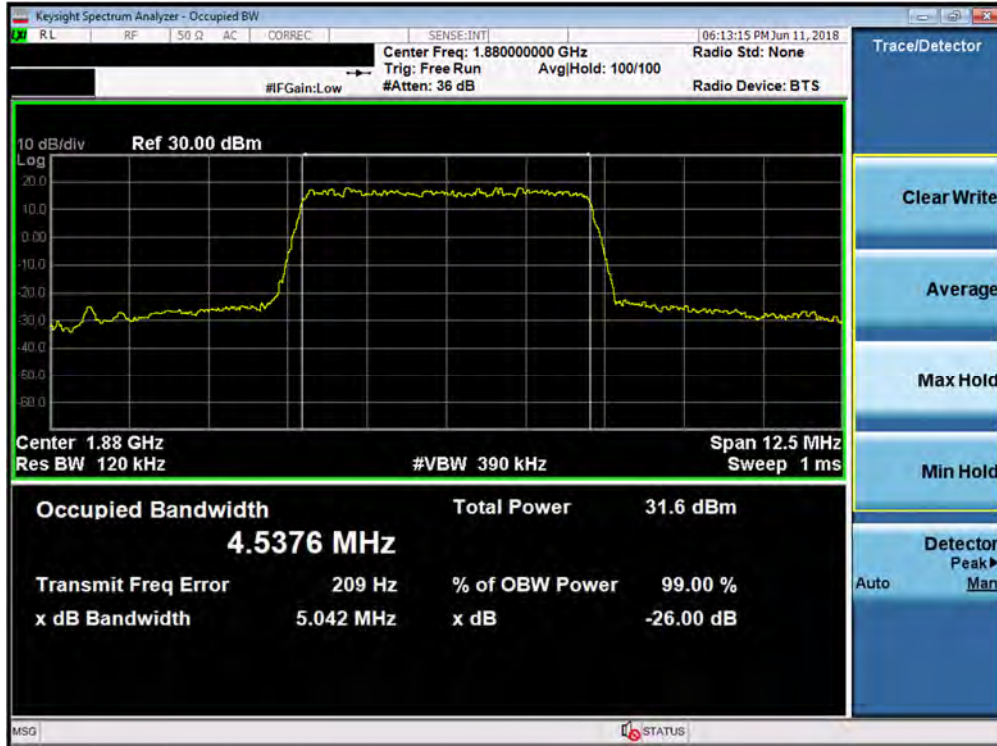 Keysight Spectrum Analyzer - Occupied BW
LXI RL RF 50 Ω AC CORREC SENSE:INT 06:13:15 PM Jun 11, 2018
Center Freq: 1.880000000 GHz Radio Std: None
Trig: Free Run Avg|Hold: 100/100
#IFGain:Low #Atten: 36 dB Radio Device: BTS
10 dB/div Ref 30.00 dBm
Log
20.0
10.0
0.00
-10.0
-20.0
-30.0
-40.0
-50.0
-60.0
Center 1.88 GHz Span 12.5 MHz
Res BW 120 kHz #VBW 390 kHz Sweep 1 ms
Occupied Bandwidth Total Power 31.6 dBm
4.5376 MHz
Transmit Freq Error 209 Hz % of OBW Power 99.00 %
x dB Bandwidth 5.042 MHz x dB -26.00 dB
MSG STATUS
Trace/Detector
Clear Write
Average
Max Hold
Min Hold
Detector
Peak▶
Auto Man